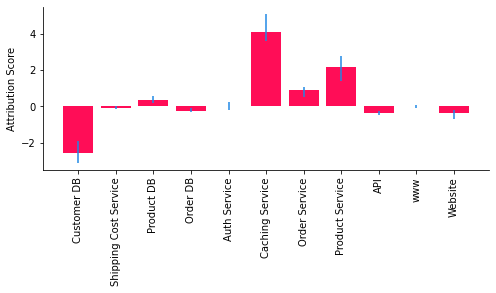 Attribution Score
4
2
0
−2
Customer DB
Shipping Cost Service
Product DB
Order DB
Auth Service
Caching Service
Order Service
Product Service
API
www
Website